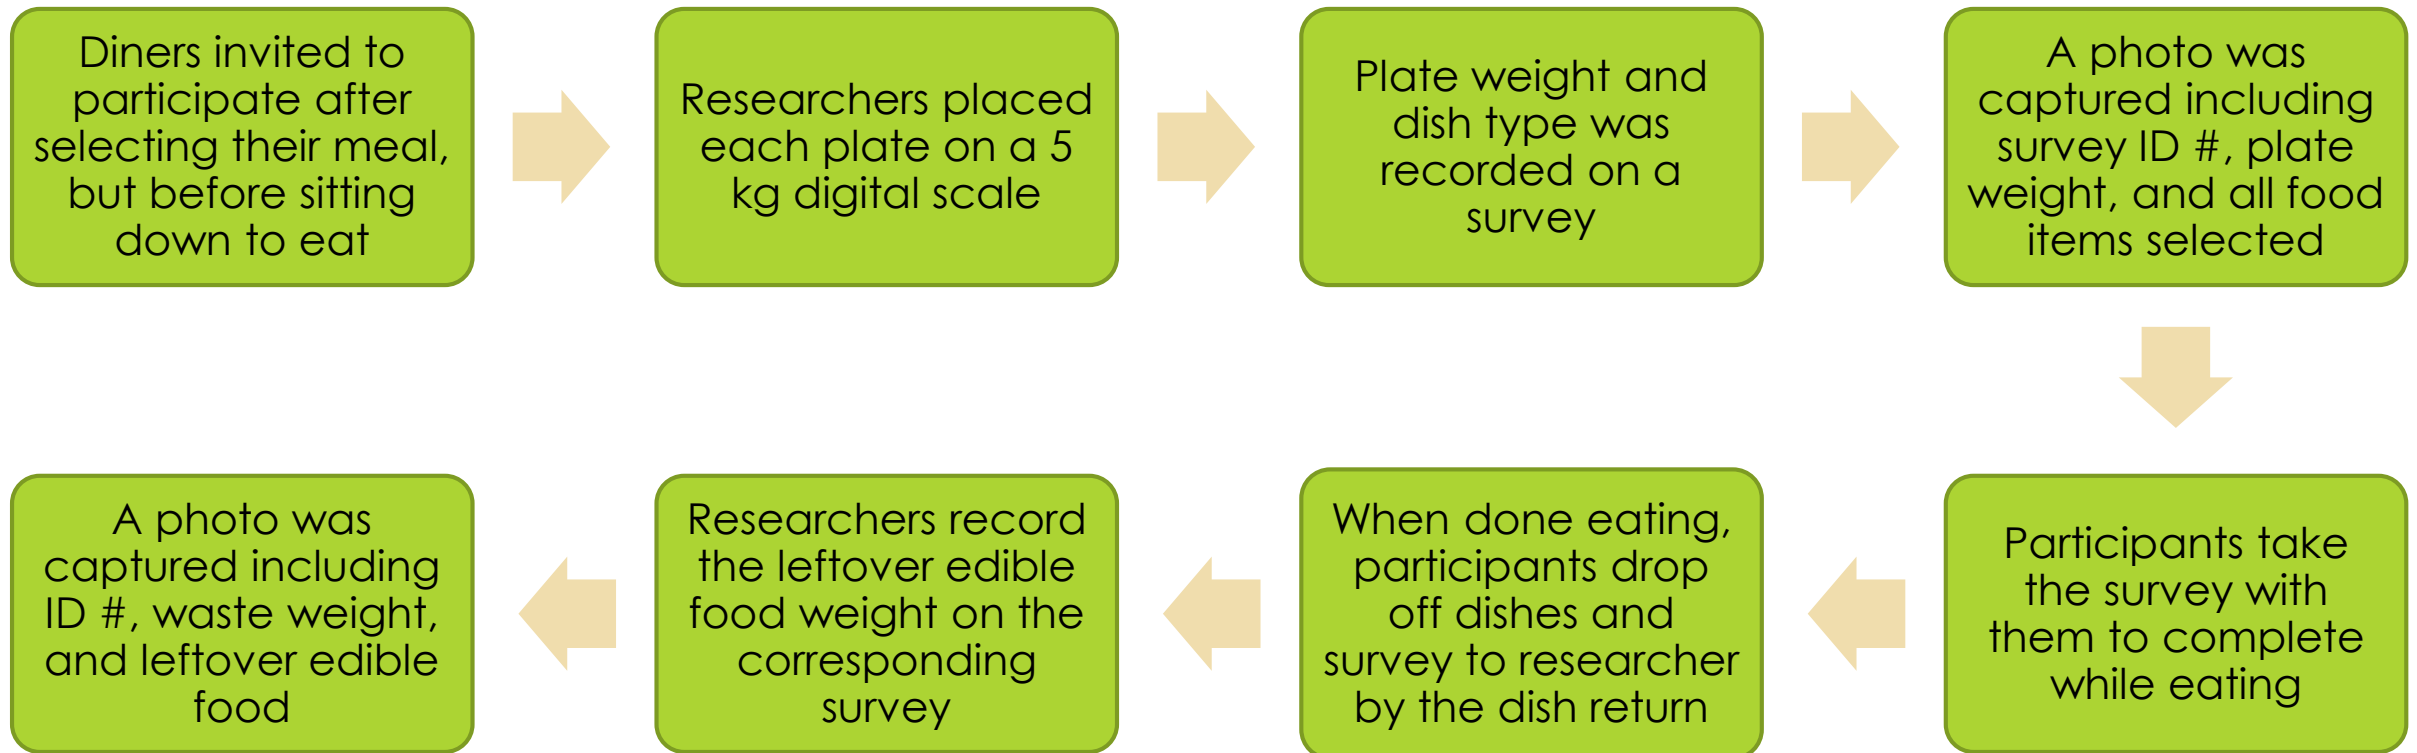 Diners invited to
participate after
selecting their meal,
but before sitting
down to eat
Researchers placed
each plate on a 5
kg digital scale
Plate weight and
dish type was
recorded on a
survey
A photo was
captured including
survey ID #, plate
weight, and all food
items selected
Participants take
the survey with
them to complete
while eating
When done eating,
participants drop
off dishes and
survey to researcher
by the dish return
Researchers record
the leftover edible
food weight on the
corresponding
survey
A photo was
captured including
ID #, waste weight,
and leftover edible
food